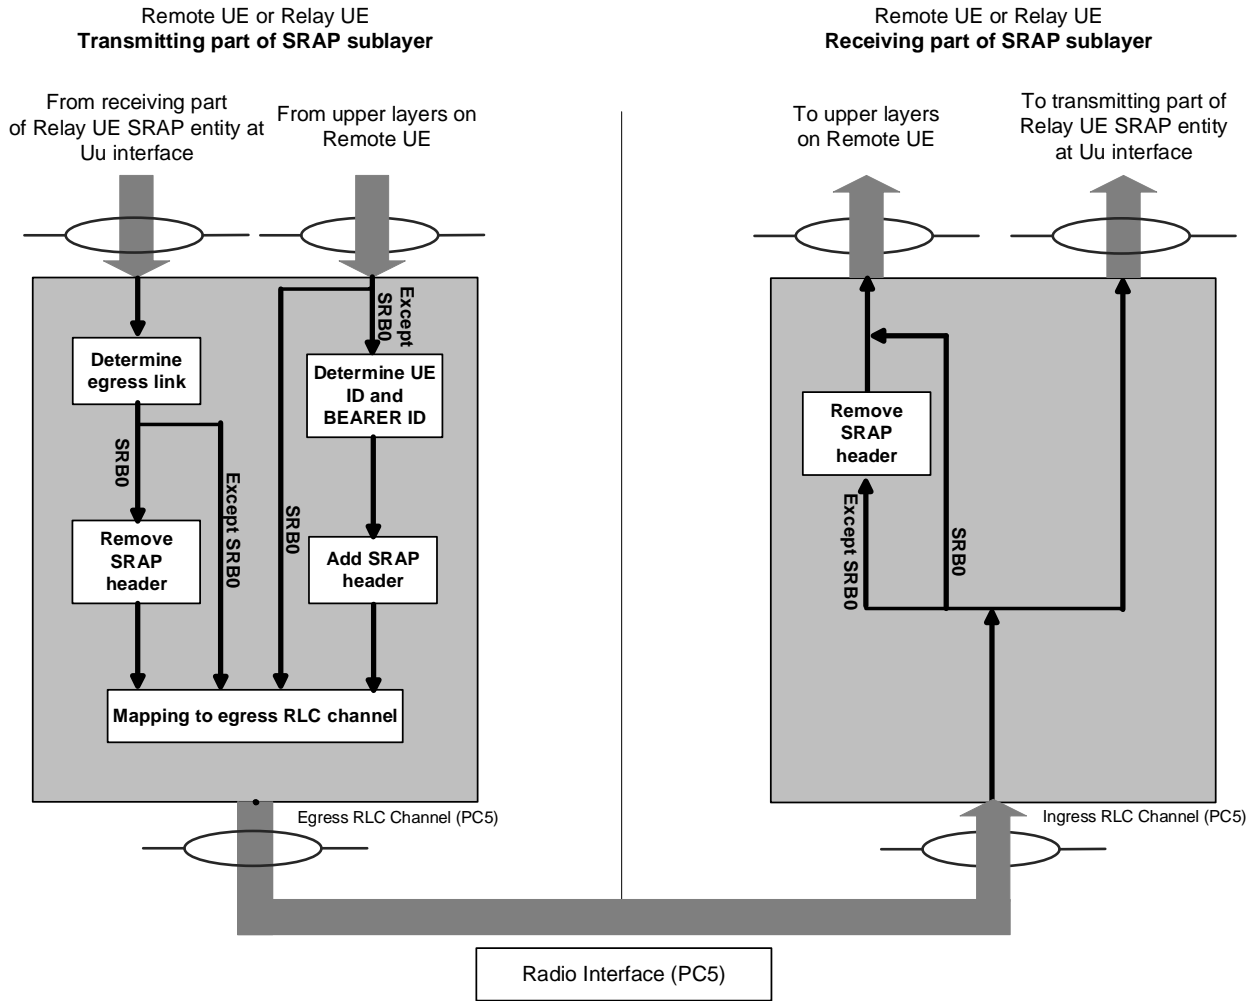 Remote UE or Relay UE
Transmitting part of SRAP sublayer
From receiving part
of Relay UE SRAP entity at
Uu interface
From upper layers on
Remote UE
Determine
egress link
SRB0
Except SRB0
Remove
SRAP
header
SRB0
Except
SRB0
Determine UE
ID and
BEARER ID
Add SRAP
header
Mapping to egress RLC channel
Egress RLC Channel (PC5)
Remote UE or Relay UE
Receiving part of SRAP sublayer
To upper layers
on Remote UE
To transmitting part of
Relay UE SRAP entity
at Uu interface
Remove
SRAP
header
Except SRB0
SRB0
Ingress RLC Channel (PC5)
Radio Interface (PC5)